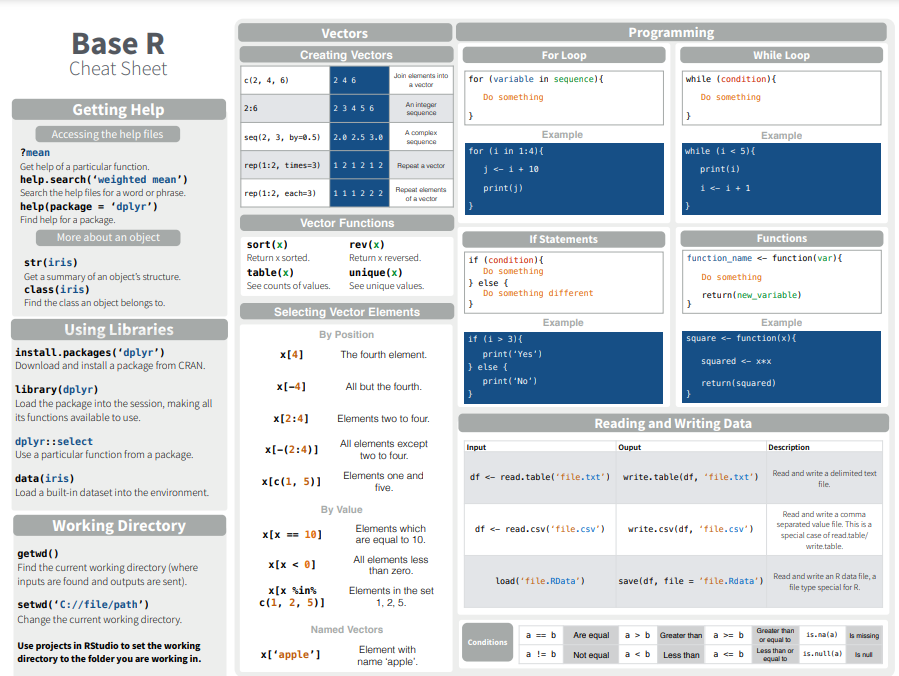 Base R
Cheat Sheet
Getting Help
Accessing the help files
?mean
Get help of a particular function.
help.search(‘weighted mean’)
Search the help files for a word or phrase.
help(package = ‘dplyr’)
Find help for a package.
More about an object
str(iris)
Get a summary of an object’s structure.
class(iris)
Find the class an object belongs to.
Using Libraries
install.packages(‘dplyr’)
Download and install a package from CRAN.
library(dplyr)
Load the package into the session, making all
its functions available to use.
dplyr::select
Use a particular function from a package.
data(iris)
Load a built-in dataset into the environment.
Working Directory
getwd()
Find the current working directory (where
inputs are found and outputs are sent).
setwd(‘C://file/path’)
Change the current working directory.
Use projects in RStudio to set the working
directory to the folder you are working in.
Vectors
Creating Vectors
c(2, 4, 6) 2 4 6 Join elements into
a vector
2:6 2 3 4 5 6 An integer
sequence
seq(2, 3, by=0.5) 2.0 2.5 3.0 A complex
sequence
rep(1:2, times=3) 1 2 1 2 1 2 Repeat a vector
rep(1:2, each=3) 1 1 1 2 2 2 Repeat elements
of a vector
Vector Functions
sort(x) rev(x)
Return x sorted. Return x reversed.
table(x) unique(x)
See counts of values. See unique values.
Selecting Vector Elements
By Position
x[4] The fourth element.
x[-4] All but the fourth.
x[2:4] Elements two to four.
x[-(2:4)] All elements except
two to four.
x[c(1, 5)] Elements one and
five.
By Value
x[x == 10] Elements which
are equal to 10.
x[x < 0] All elements less
than zero.
x[x %in%
c(1, 2, 5)] Elements in the set
1, 2, 5.
Named Vectors
x[‘apple’] Element with
name ‘apple’.
Programming
For Loop
for (variable in sequence){
Do something
}
Example
for (i in 1:4){
j <- i + 10
print(j)
}
While Loop
while (condition){
Do something
}
Example
while (i < 5){
print(i)
i <- i + 1
}
If Statements
if (condition){
Do something
} else {
Do something different
}
Example
if (i > 3){
print(‘Yes’)
} else {
print(‘No’)
}
Functions
function_name <- function(var){
Do something
return(new_variable)
}
Example
square <- function(x){
squared <- x*x
return(squared)
}
Reading and Writing Data
Input Ouput Description
df <- read.table(‘file.txt’) write.table(df, ‘file.txt’) Read and write a delimited text
file.
df <- read.csv(‘file.csv’) write.csv(df, ‘file.csv’) Read and write a comma
separated value file. This is a
special case of read.table/
write.table.
load(‘file.RData’) save(df, file = ‘file.Rdata’) Read and write an R data file, a
file type special for R.
Conditions
a == b Are equal a > b Greater than a >= b Greater than
or equal to is.na(a) Is missing
a != b Not equal a < b Less than a <= b Less than or
equal to is.null(a) Is null